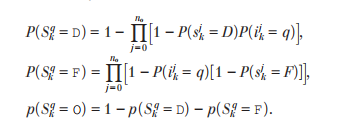 P(S_k^q = D) = 1 − ∏_{j=0}^{n_o} [1 − P(s_k^j = D)P(i_k^j = q)],
P(S_k^q = F) = ∏_{j=0}^{n_o} [1 − P(i_k^j = q)[1 − P(s_k^j = F)]],
p(S_k^q = O) = 1 − p(S_k^q = D) − p(S_k^q = F).